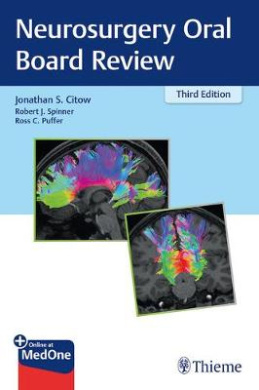 Neurosurgery Oral
Board Review
Jonathan S. Citow
Robert J. Spinner
Ross C. Puffer
Third Edition
+ Online at
MedOne
Thieme